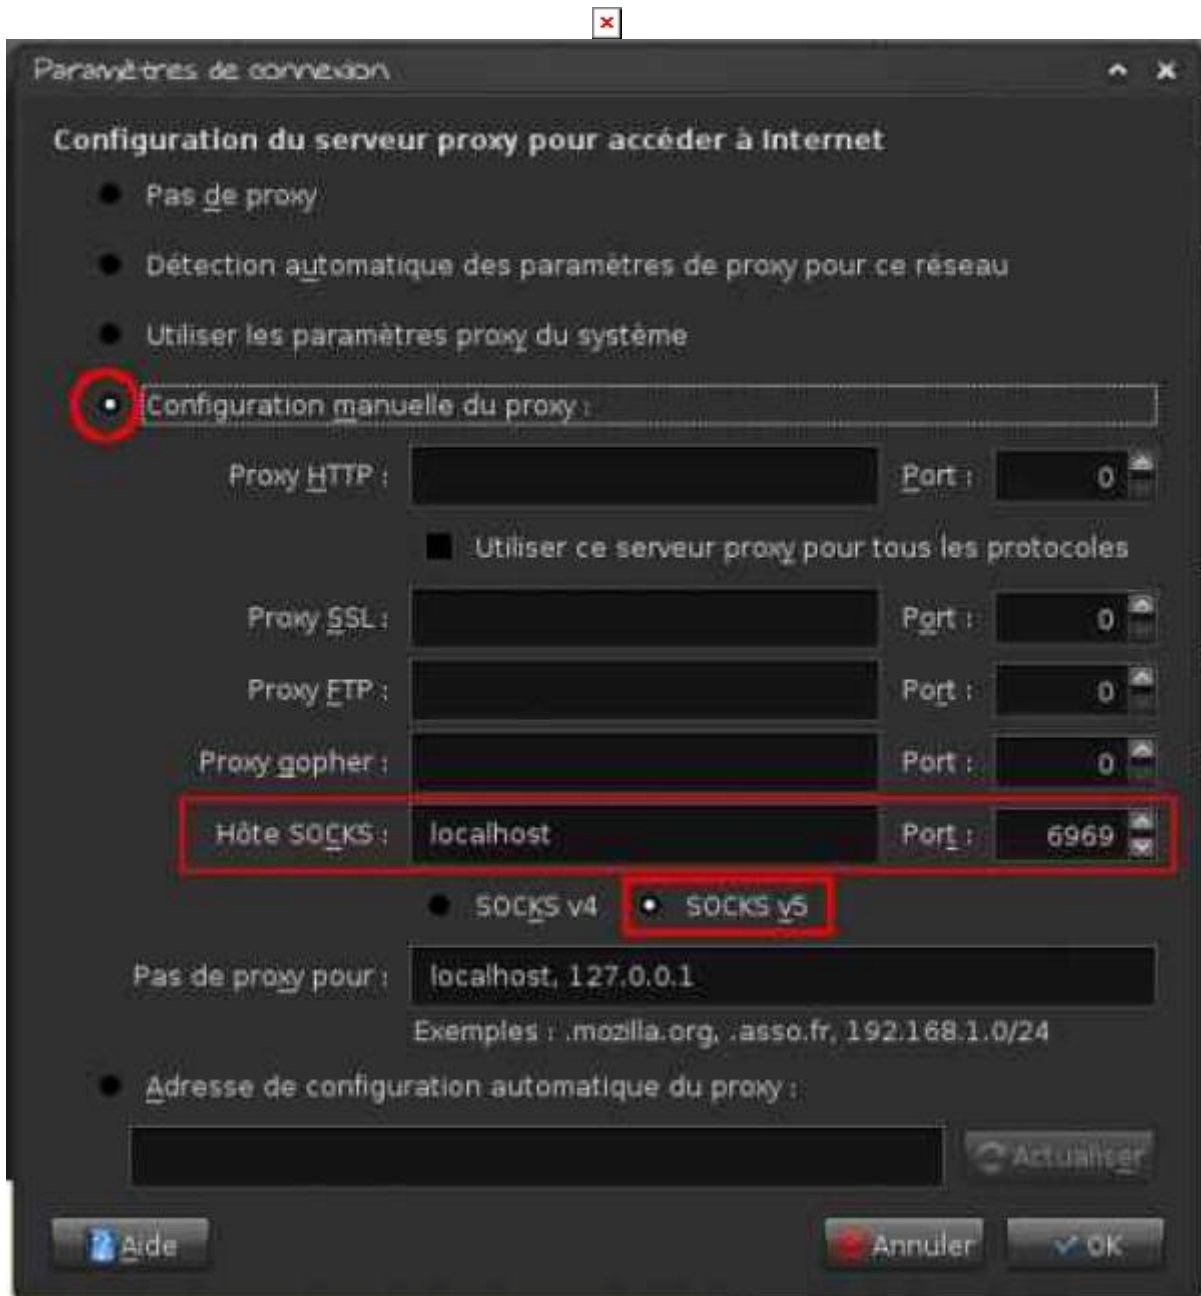 Paramètres de connexion
Configuration du serveur proxy pour accéder à Internet
Pas de proxy
Détection automatique des paramètres de proxy pour ce réseau
Utiliser les paramètres proxy du système
Configuration manuelle du proxy :
Proxy HTTP : Port : 0
Utiliser ce serveur proxy pour tous les protocoles
Proxy SSL : Port : 0
Proxy FTP : Port : 0
Proxy gopher : Port : 0
Hôte SOCKS : localhost Port : 6969
SOCKS v4 SOCKS v5
Pas de proxy pour : localhost, 127.0.0.1
Exemples : .mozilla.org, .asso.fr, 192.168.1.0/24
Adresse de configuration automatique du proxy :
Actualiser
Aide Annuler OK